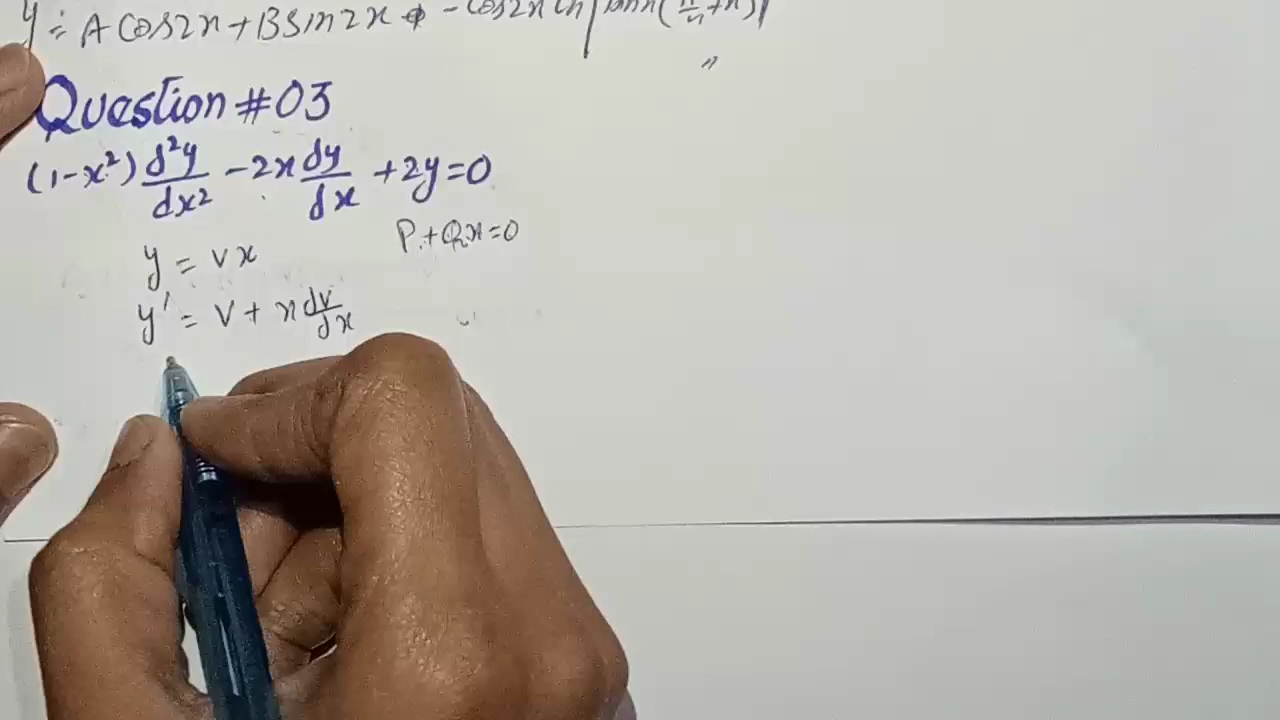 y = A Cos2x + B Sin2x - Cos2x ln|tan(π/4 + x)|
"
Question #03
(1-x²) d²y/dx² - 2x dy/dx + 2y = 0
P + Qx = 0
y = vx
y' = v + x dv/dx